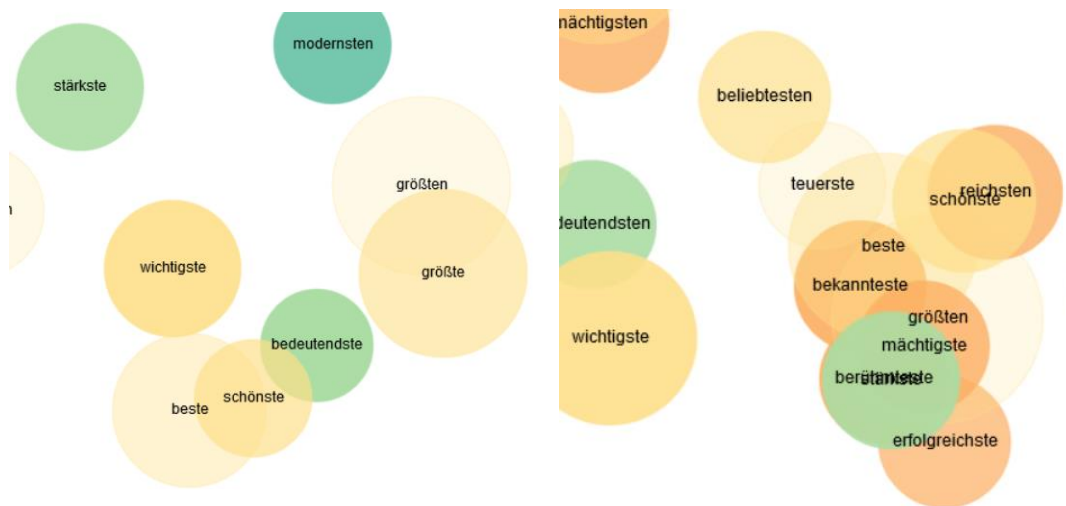 modernsten
stärkste
größten
n
wichtigste
größte
bedeutendste
schönste
beste
mächtigsten
beliebtesten
teuerste
reichsten
schönste
deutendsten
beste
bekannteste
größten
wichtigste
mächtigste
berühmteste
stärkste
erfolgreichste